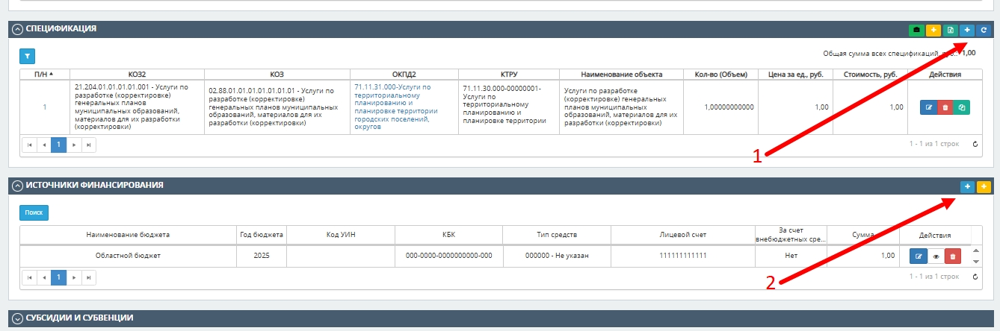 СПЕЦИФИКАЦИЯ
Общая сумма всех спецификаций, 1,00
П/Н КОЗ2 КОЗ ОКПД2 КТРУ Наименование объекта Кол-во (Объем) Цена за ед., руб. Стоимость, руб. Действия
1
21.204.01.01.01.01.001 - Услуги по
разработке (корректировке)
генеральных планов
муниципальных образований,
материалов для их разработки
(корректировки)
02.88.01.01.01.01.01.01.01 - Услуги по
разработке (корректировке)
генеральных планов муниципальных
образований, материалов для их
разработки (корректировки)
71.11.31.000-Услуги по
территориальному
планированию и
планировке территории
городских поселений,
округов
71.11.30.000-00000001-
Услуги по
территориальному
планированию и
планировке территории
Услуги по разработке
(корректировке) генеральных
планов муниципальных
образований, материалов для их
разработки (корректировки)
1,00000000000
1,00
1,00
1
1 - 1 из 1 строк
1
ИСТОЧНИКИ ФИНАНСИРОВАНИЯ
Поиск
Наименование бюджета Год бюджета Код УИН КБК Тип средств Лицевой счет За счет
внебюджетных сре... Сумма Действия
Областной бюджет 2025 000-0000-0000000000-000 000000 - Не указан 111111111111 Нет 1,00
1
1 - 1 из 1 строк
2
СУБСИДИИ И СУБВЕНЦИИ